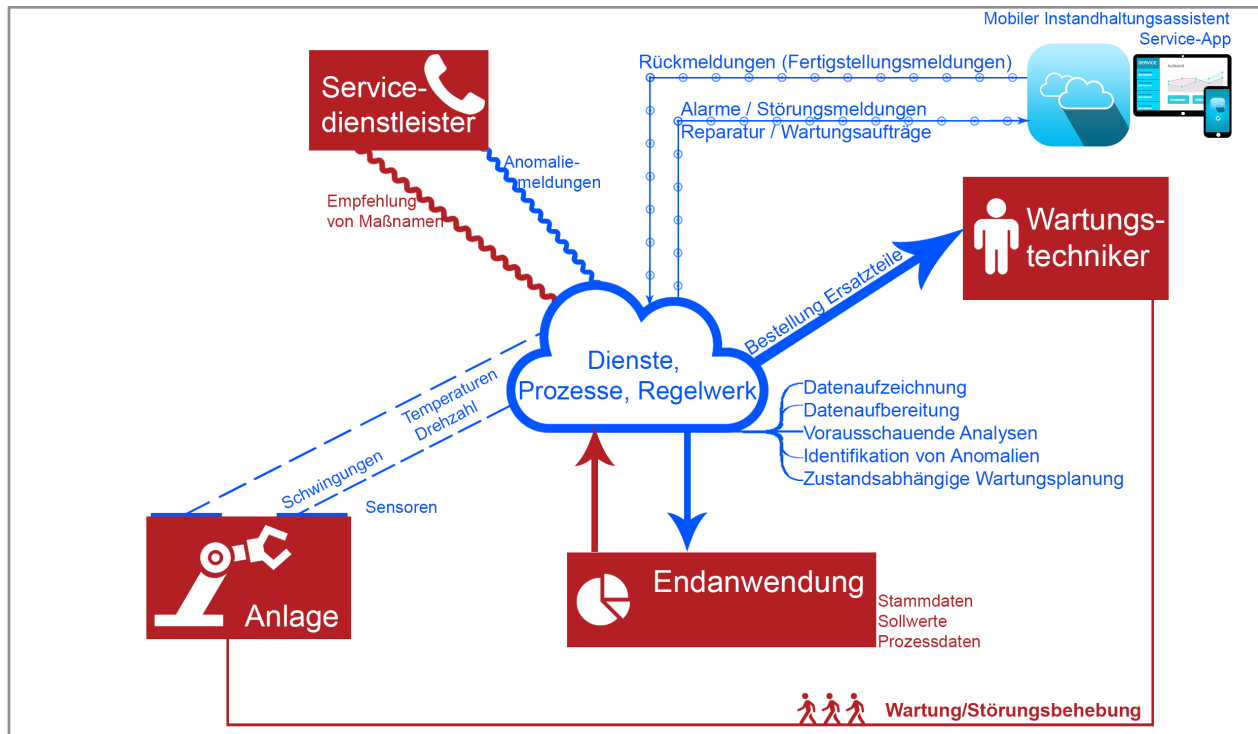 Mobiler Instandhaltungsassistent
Service-App
SERVICE
Rückmeldungen (Fertigstellungsmeldungen)
Alarme / Störungsmeldungen
Reparatur / Wartungsaufträge
Service-
dienstleister
Anomalie-
meldungen
Empfehlung
von Maßnamen
Wartungs-
techniker
Bestellung Ersatzteile
Dienste,
Prozesse, Regelwerk
Datenaufzeichnung
Datenaufbereitung
Vorausschauende Analysen
Identifikation von Anomalien
Zustandsabhängige Wartungsplanung
Temperaturen
Drehzahl
Schwingungen
Sensoren
Anlage
Endanwendung
Stammdaten
Sollwerte
Prozessdaten
Wartung/Störungsbehebung